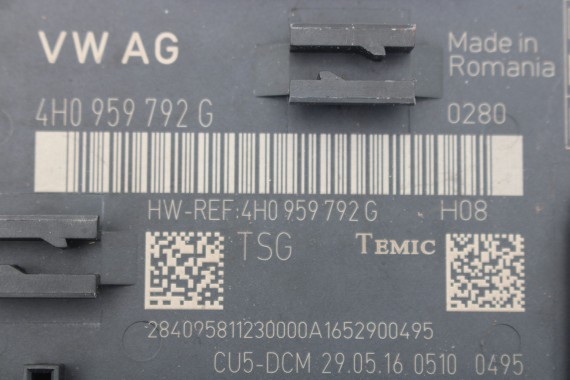 VW AG
Made in
Romania
4H0 959 792 G
0280
HW-REF:4H0 959 792 G H08
TSG
TEMIC
28402581123000A1652900495
CU5-DCM 29.05.16 0510 0495